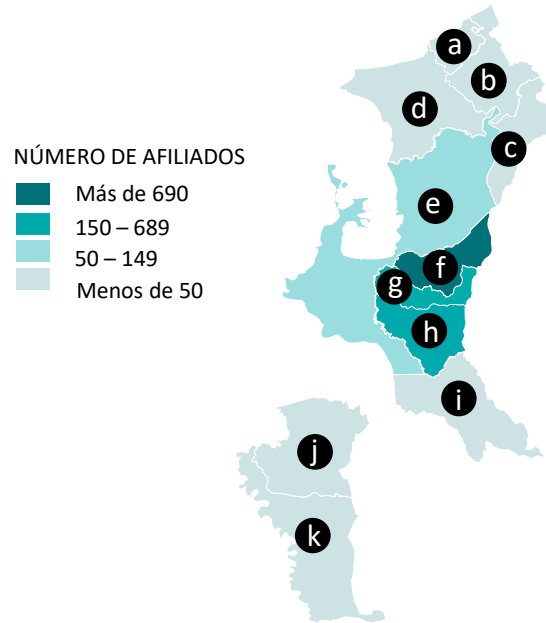 a
b
d
c
NÚMERO DE AFILIADOS
Más de 690
150 – 689
50 – 149
Menos de 50
e
f
g
h
i
j
k